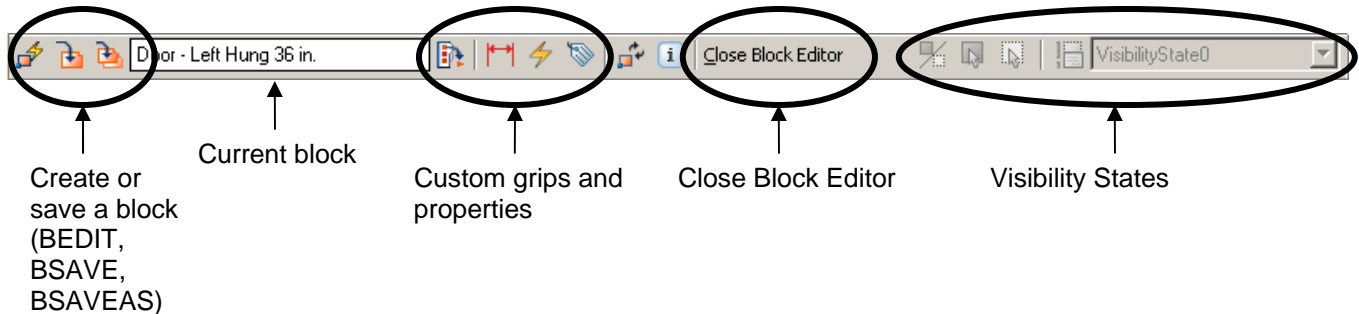 Door - Left Hung 36 in.
Close Block Editor
VisibilityState0
Create or
save a block
(BEDIT,
BSAVE,
BSAVEAS)
Current block
Custom grips and
properties
Close Block Editor
Visibility States